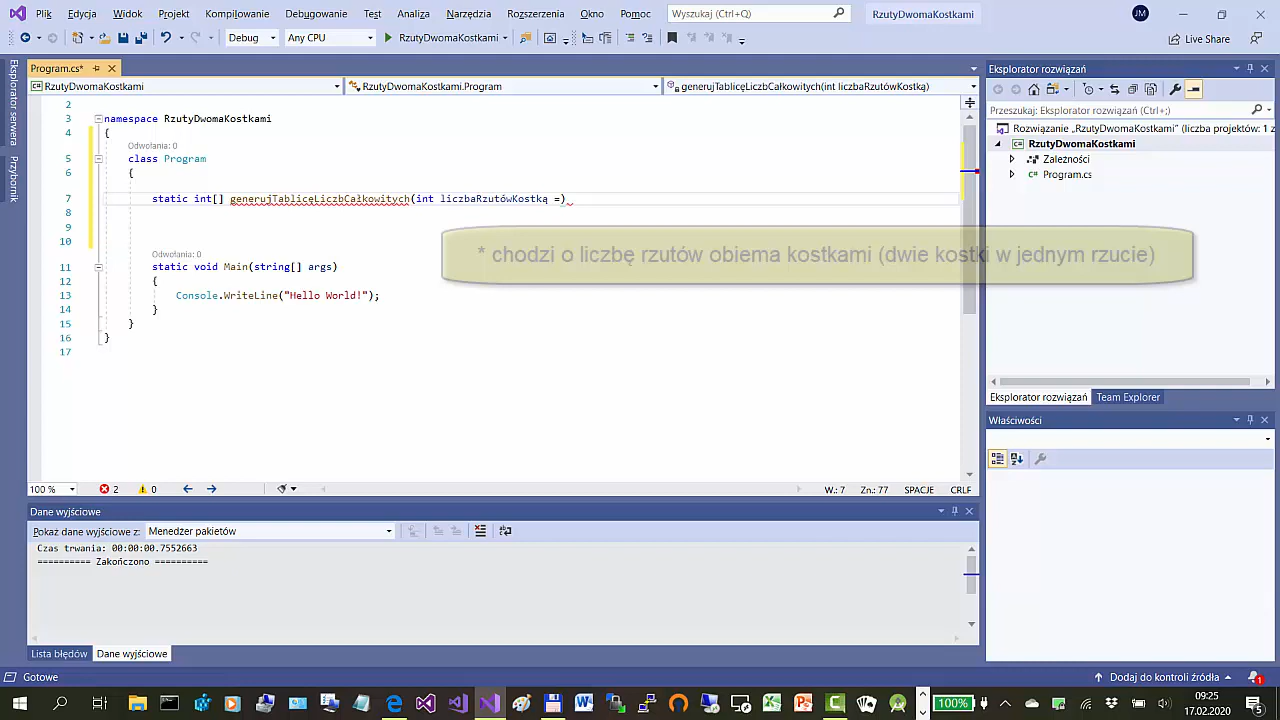 Plik Edycja Widok Projekt Kompilowanie Debugowanie Test Analiza Narzędzia Rozszerzenia Okno Pomoc Wyszukaj (Ctrl+Q) RzutyDwomaKostkami JM
Debug Any CPU RzutyDwomaKostkami Live Share
Program.cs*
RzutyDwomaKostkami RzutyDwomaKostkami.Program generujTablicęLiczbCałkowitych(int liczbaRzutówKostką)
Eksplorator serwera
Przybornik
2
3 namespace RzutyDwomaKostkami
4 {
Odwołania: 0
5 class Program
6 {
7 static int[] generujTablicęLiczbCałkowitych(int liczbaRzutówKostką =)
8
9
10
Odwołania: 0
11 static void Main(string[] args)
12 {
13 Console.WriteLine("Hello World!");
14 }
15 }
16 }
17
* chodzi o liczbę rzutów obiema kostkami (dwie kostki w jednym rzucie)
100 % 2 0 W.: 7 Zn.: 77 SPACJE CRLF
Dane wyjściowe
Pokaż dane wyjściowe z: Menedżer pakietów
Czas trwania: 00:00:00.7552663
========== Zakończono ==========
Lista błędów Dane wyjściowe
Eksplorator rozwiązań
Przeszukaj: Eksplorator rozwiązań (Ctrl+;)
Rozwiązanie „RzutyDwomaKostkami" (liczba projektów: 1 z
RzutyDwomaKostkami
Zależności
Program.cs
Eksplorator rozwiązań Team Explorer
Właściwości
Gotowe Dodaj do kontroli źródła 1
100% 09:25
17.02.2020